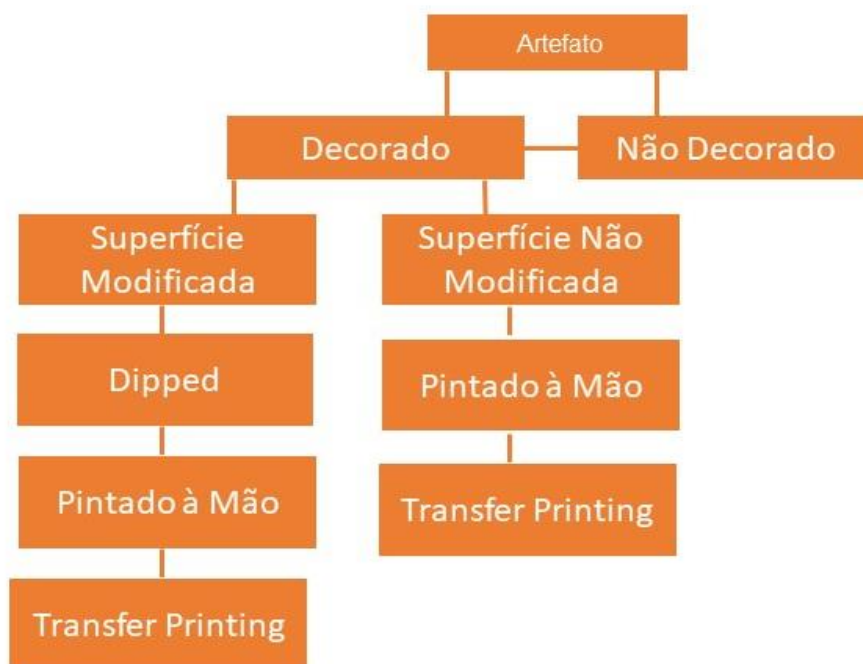 Artefato
Decorado
Não Decorado
Superfície
Modificada
Superfície Não
Modificada
Dipped
Pintado à Mão
Pintado à Mão
Transfer Printing
Transfer Printing